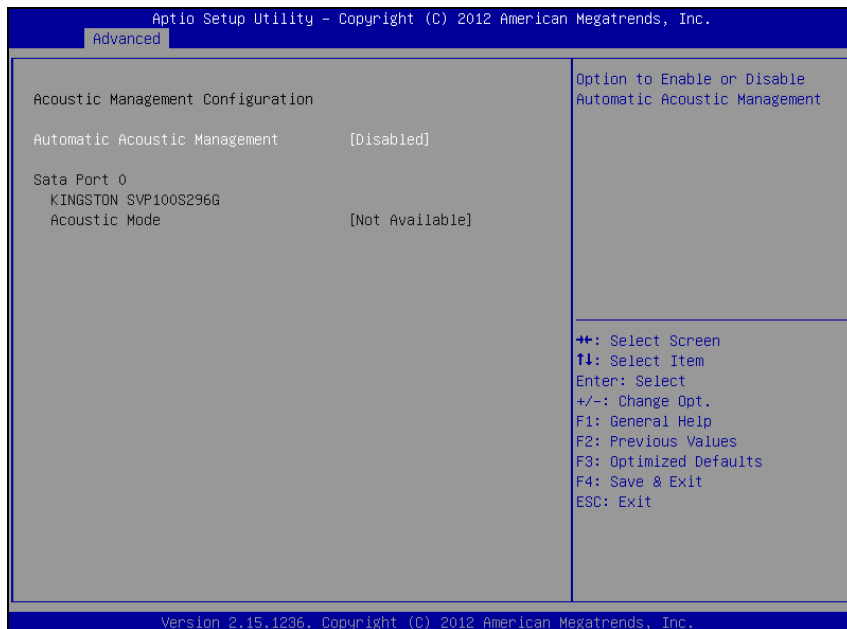 Aptio Setup Utility – Copyright (C) 2012 American Megatrends, Inc.
Advanced
Acoustic Management Configuration
Automatic Acoustic Management [Disabled]
Sata Port 0
KINGSTON SVP100S296G
Acoustic Mode [Not Available]
Option to Enable or Disable
Automatic Acoustic Management
→←: Select Screen
↑↓: Select Item
Enter: Select
+/-: Change Opt.
F1: General Help
F2: Previous Values
F3: Optimized Defaults
F4: Save & Exit
ESC: Exit
Version 2.15.1236. Copyright (C) 2012 American Megatrends, Inc.